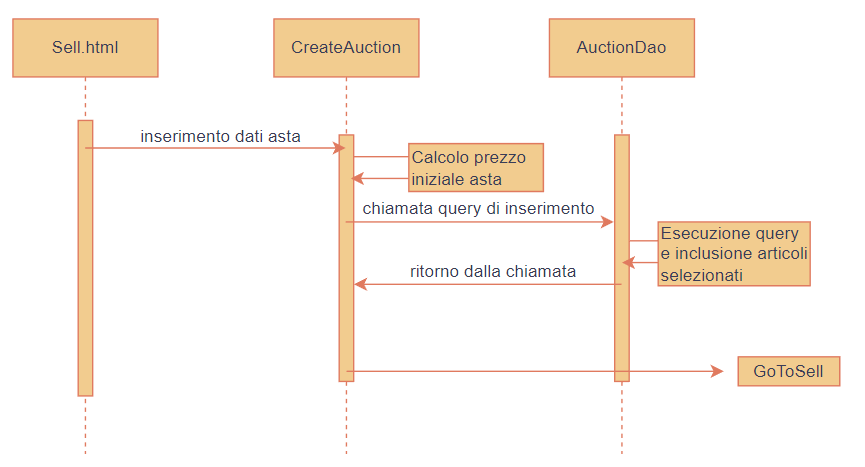 Sell.html
CreateAuction
AuctionDao
inserimento dati asta
Calcolo prezzo
iniziale asta
chiamata query di inserimento
Esecuzione query
e inclusione articoli
selezionati
ritorno dalla chiamata
GoToSell